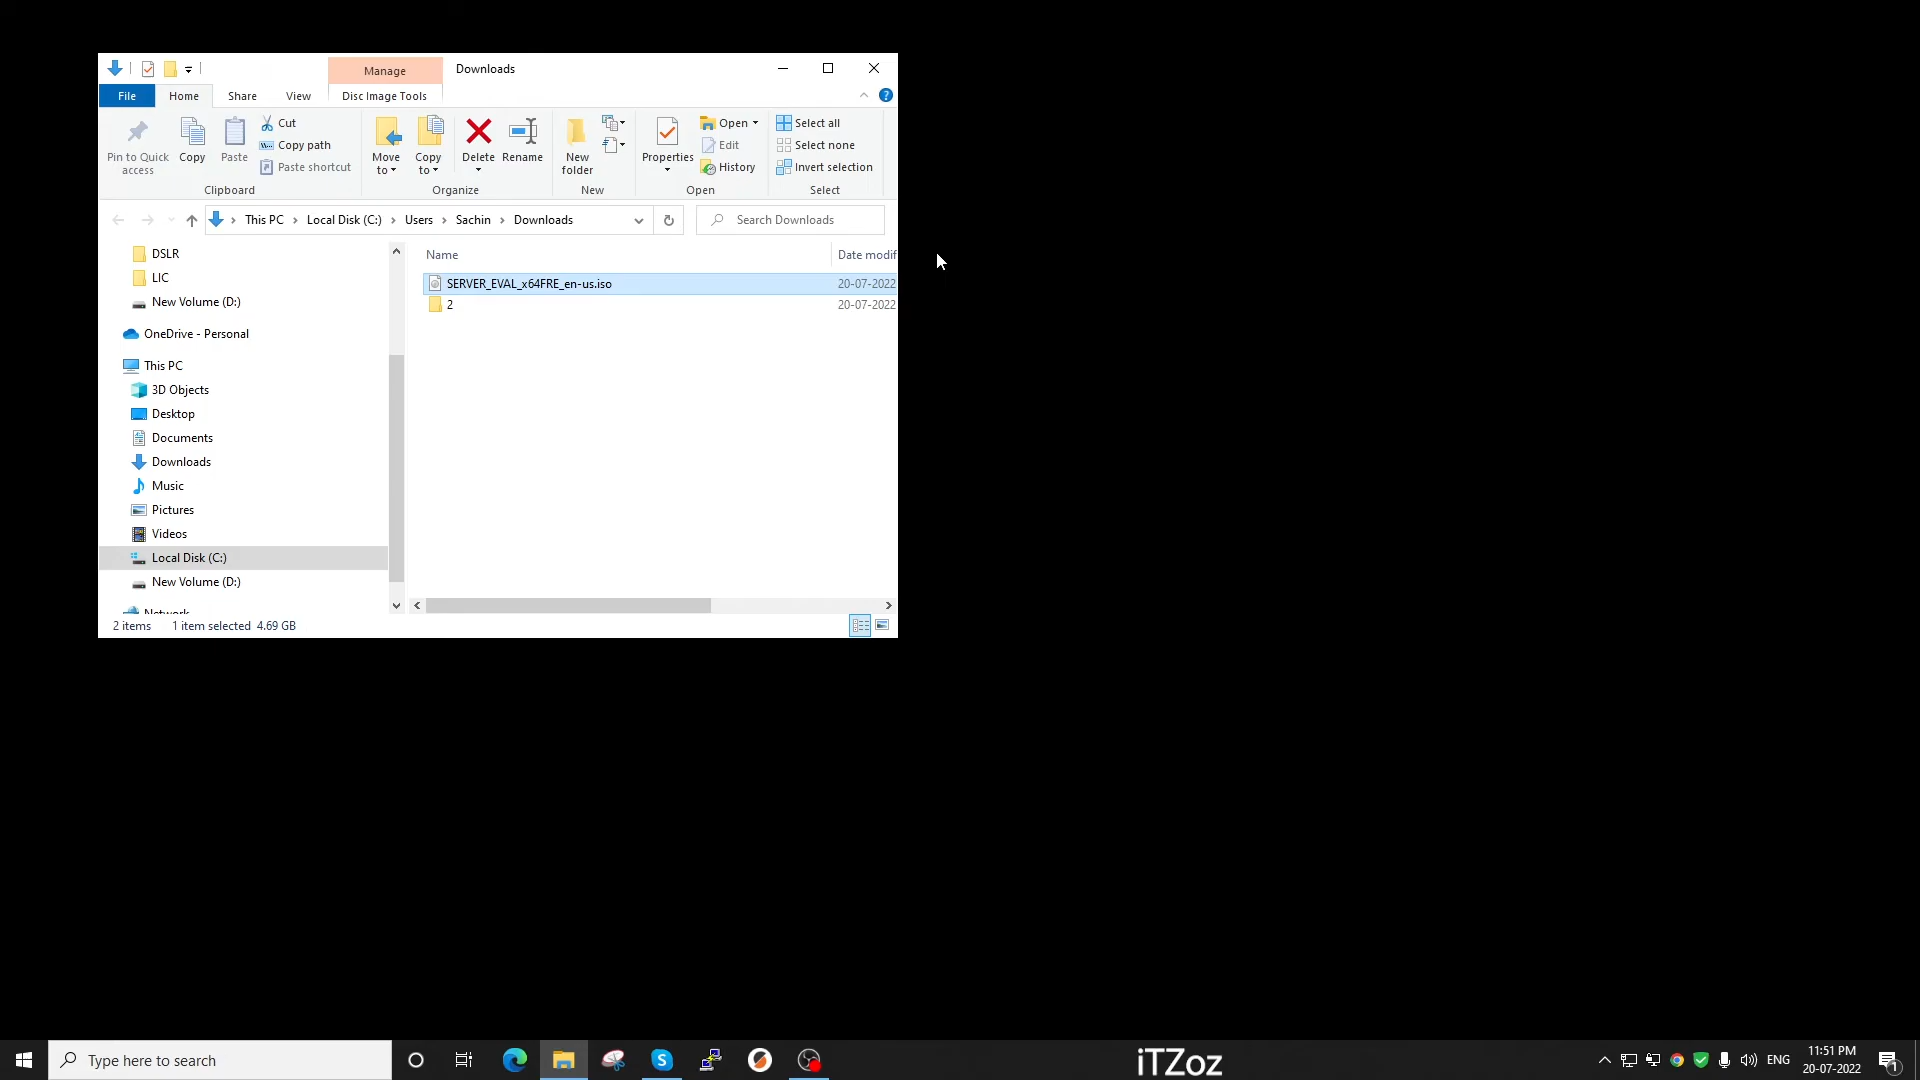 Manage
Downloads
File
Home
Share
View
Disc Image Tools
Pin to Quick access
Copy
Paste
Cut
Copy path
Paste shortcut
Clipboard
Move to
Copy to
Delete
Rename
Organize
New folder
New
Properties
Open
Edit
History
Open
Select all
Select none
Invert selection
Select
This PC > Local Disk (C:) > Users > Sachin > Downloads
Search Downloads
DSLR
LIC
New Volume (D:)
OneDrive - Personal
This PC
3D Objects
Desktop
Documents
Downloads
Music
Pictures
Videos
Local Disk (C:)
New Volume (D:)
Network
Name
Date modif
SERVER_EVAL_x64FRE_en-us.iso
20-07-2022
2
20-07-2022
2 items
1 item selected 4.69 GB
Type here to search
iTZoz
ENG
11:51 PM
20-07-2022
1